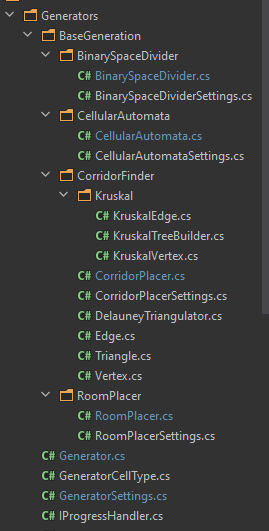 Generators
BaseGeneration
BinarySpaceDivider
C# BinarySpaceDivider.cs
C# BinarySpaceDividerSettings.cs
CellularAutomata
C# CellularAutomata.cs
C# CellularAutomataSettings.cs
CorridorFinder
Kruskal
C# KruskalEdge.cs
C# KruskalTreeBuilder.cs
C# KruskalVertex.cs
C# CorridorPlacer.cs
C# CorridorPlacerSettings.cs
C# DelauneyTriangulator.cs
C# Edge.cs
C# Triangle.cs
C# Vertex.cs
RoomPlacer
C# RoomPlacer.cs
C# RoomPlacerSettings.cs
C# Generator.cs
C# GeneratorCellType.cs
C# GeneratorSettings.cs
C# IProgressHandler.cs